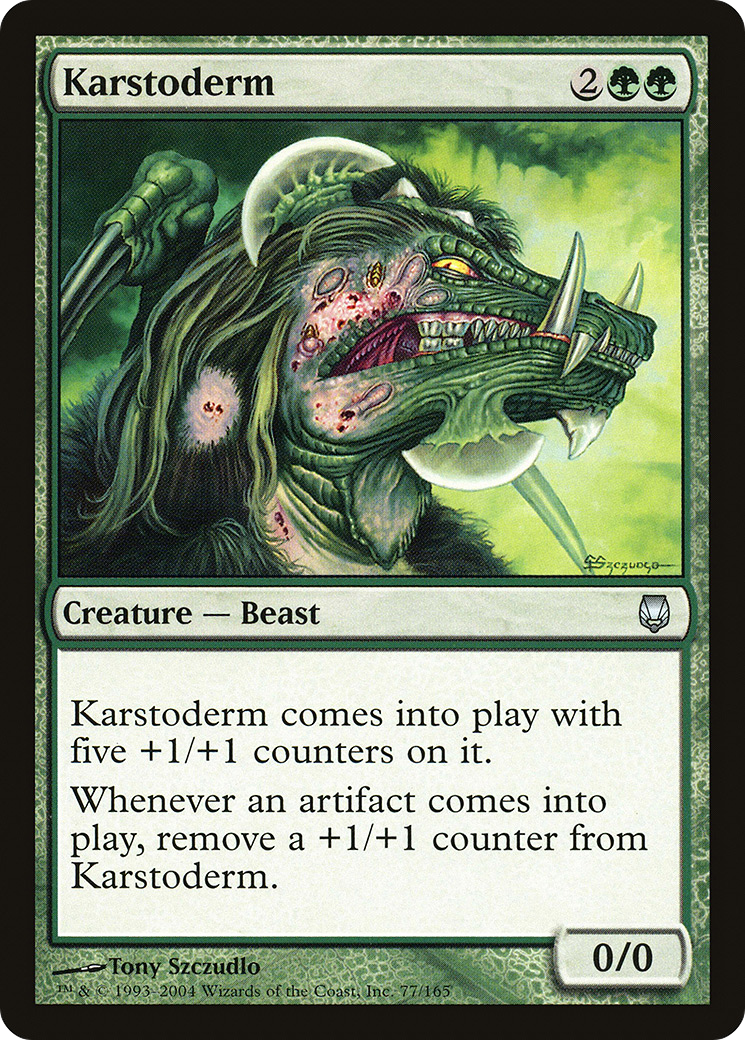 Karstoderm 2
Szczudlo
Creature — Beast
Karstoderm comes into play with
five +1/+1 counters on it.
Whenever an artifact comes into
play, remove a +1/+1 counter from
Karstoderm.
0/0
Tony Szczudlo
™ & © 1993–2004 Wizards of the Coast, Inc. 77/165